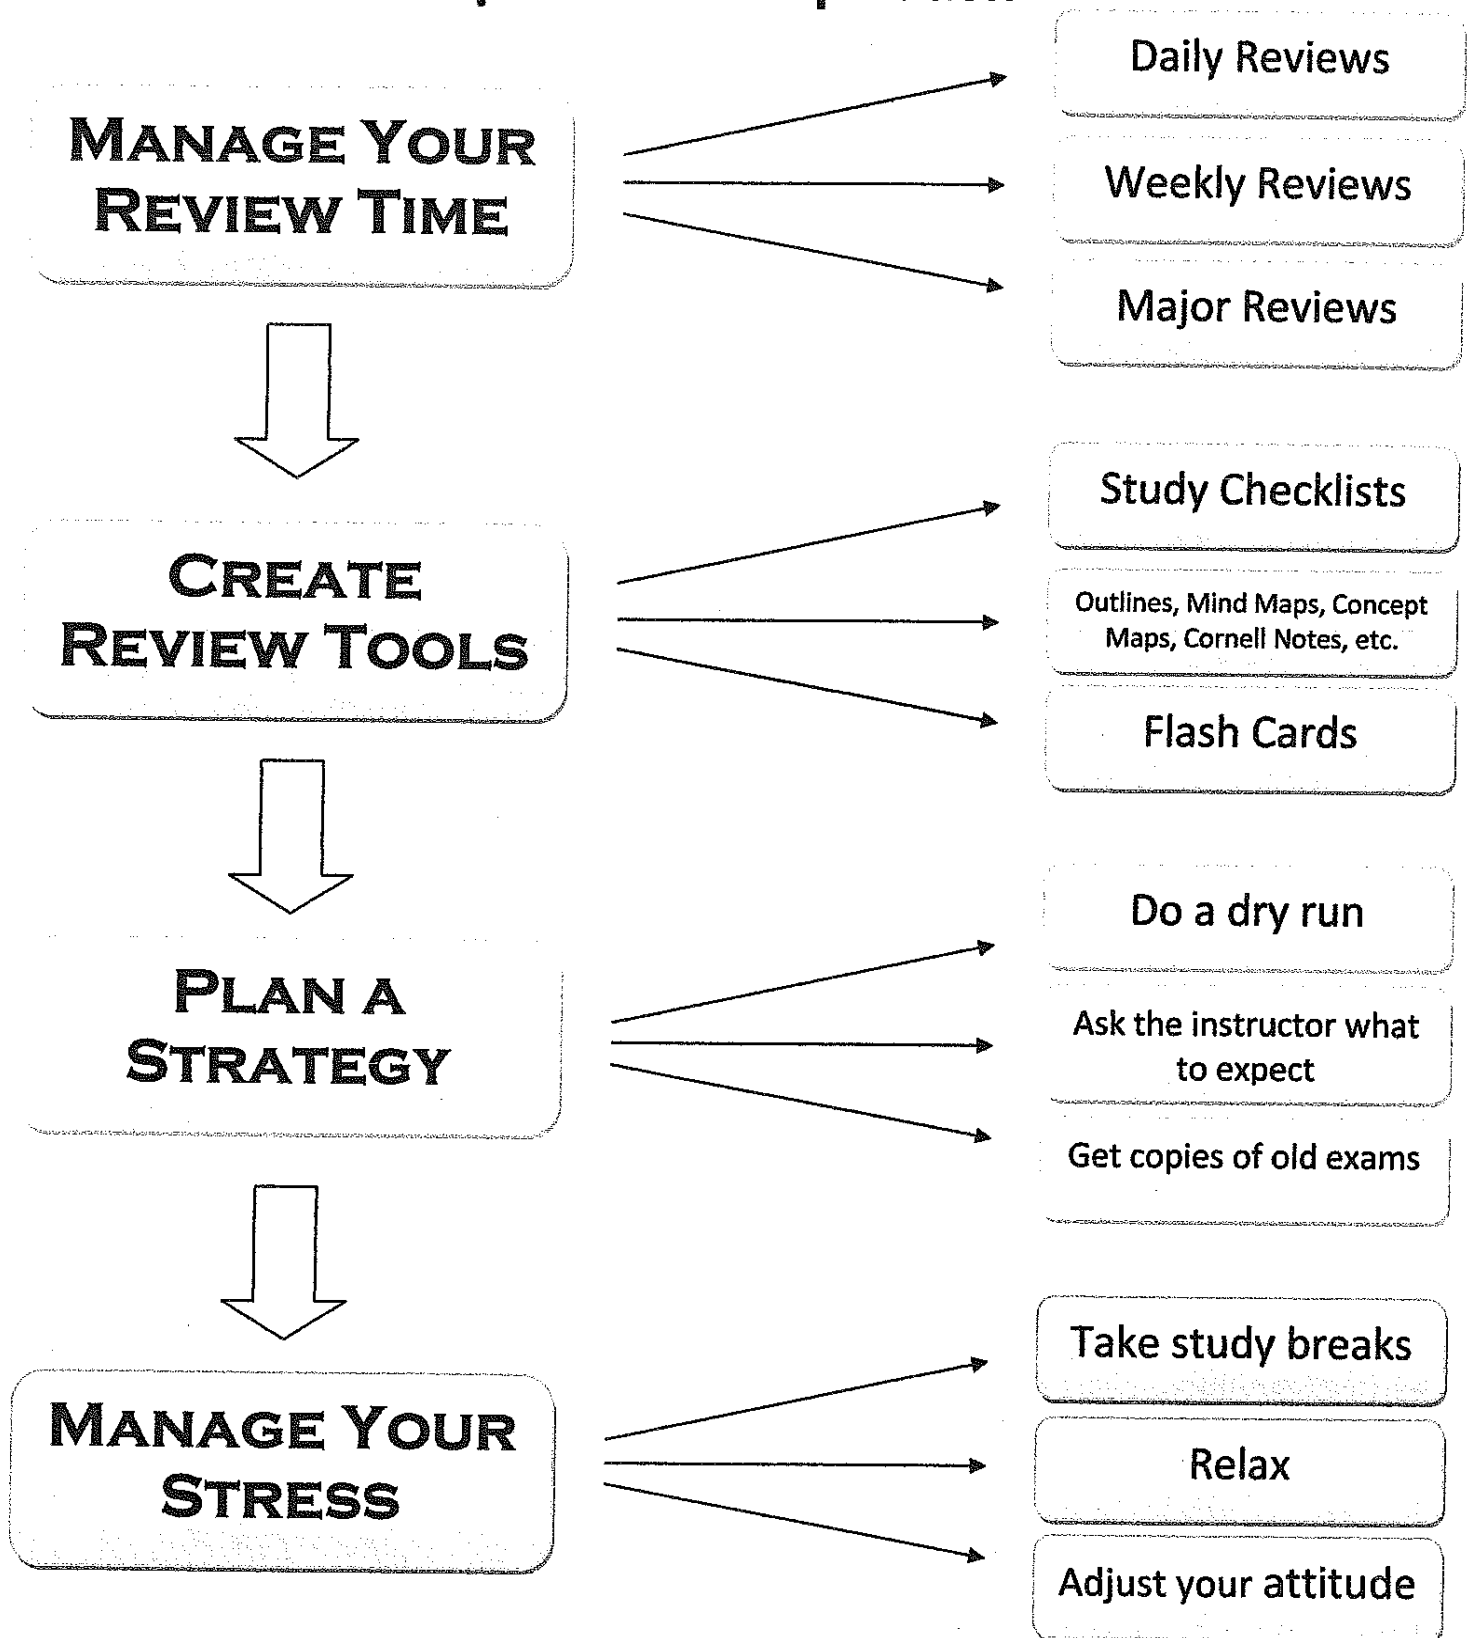 MANAGE YOUR
REVIEW TIME
Daily Reviews
Weekly Reviews
Major Reviews
CREATE
REVIEW TOOLS
Study Checklists
Outlines, Mind Maps, Concept
Maps, Cornell Notes, etc.
Flash Cards
PLAN A
STRATEGY
Do a dry run
Ask the instructor what
to expect
Get copies of old exams
MANAGE YOUR
STRESS
Take study breaks
Relax
Adjust your attitude